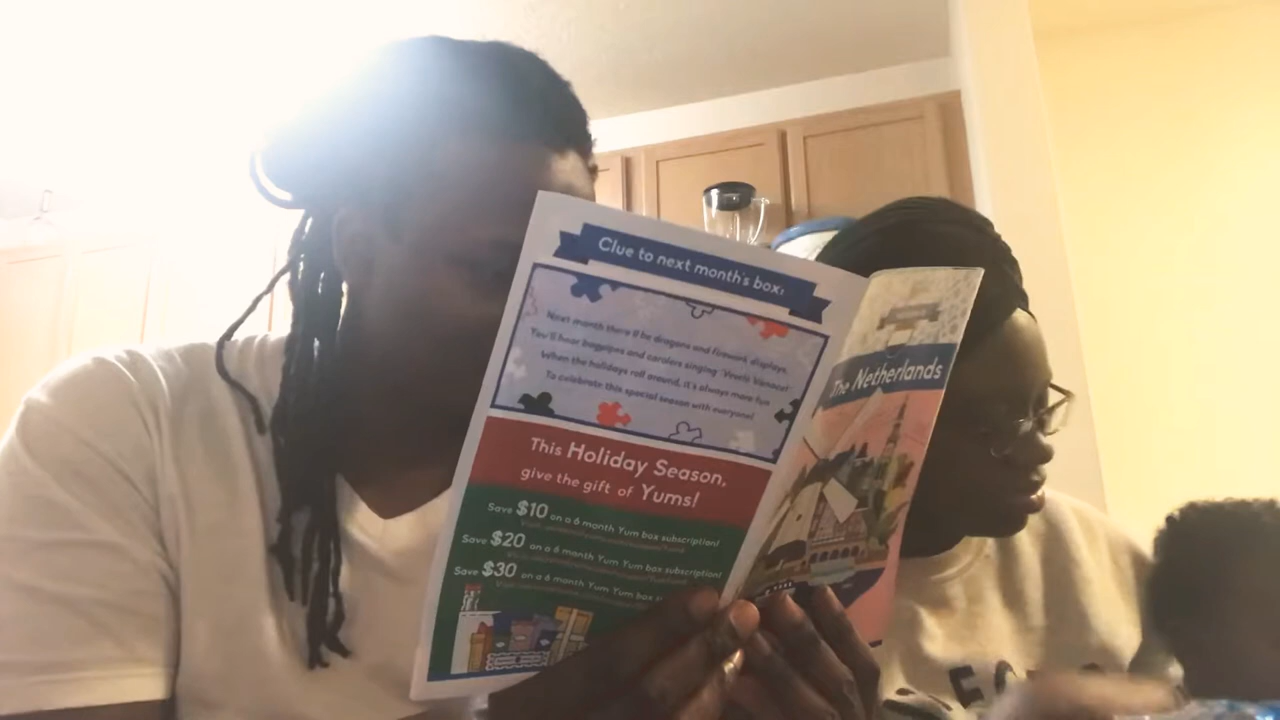 Clue to next month's box:
Next month there'll be dragons and firework displays.
You'll hear bagpipes and carolers singing
When the holidays roll around, it's always more fun
To celebrate this special season with everyone!
This Holiday Season,
give the gift of Yums!
Save $10 on a 6 month Yum box subscription!
Save $20 on a 6 month Yum Yum box subscription!
Save $30 on a 6 month Yum Yum box
The Netherlands